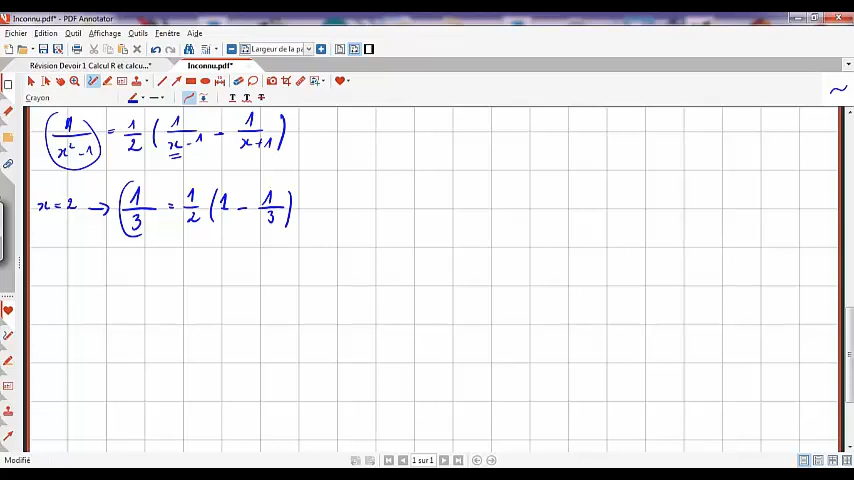 Inconnu.pdf* - PDF Annotator
Fichier Edition Outil Affichage Outils Fenêtre Aide
Largeur de la pa
Révision Devoir 1 Calcul R et calcu...* Inconnu.pdf*
Crayon
1/(x² - 1) = 1/2 ( 1/(x - 1) - 1/(x + 1) )
x = 2 → ( 1/3 = 1/2 ( 1 - 1/3 )
Modifié
1 sur 1